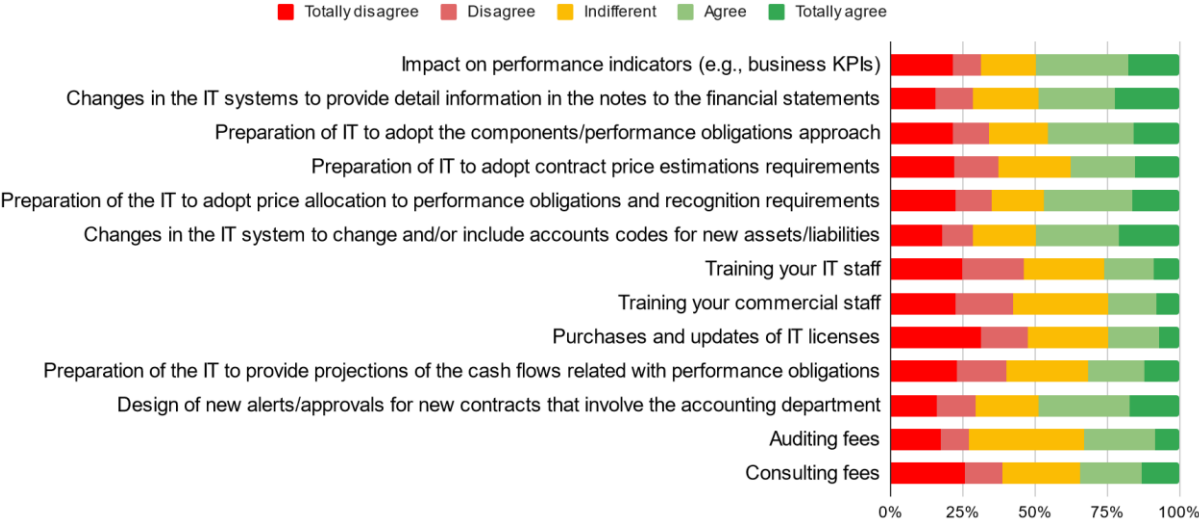 Totally disagree Disagree Indifferent Agree Totally agree
Impact on performance indicators (e.g., business KPIs)
Changes in the IT systems to provide detail information in the notes to the financial statements
Preparation of IT to adopt the components/performance obligations approach
Preparation of IT to adopt contract price estimations requirements
Preparation of the IT to adopt price allocation to performance obligations and recognition requirements
Changes in the IT system to change and/or include accounts codes for new assets/liabilities
Training your IT staff
Training your commercial staff
Purchases and updates of IT licenses
Preparation of the IT to provide projections of the cash flows related with performance obligations
Design of new alerts/approvals for new contracts that involve the accounting department
Auditing fees
Consulting fees
0% 25% 50% 75% 100%